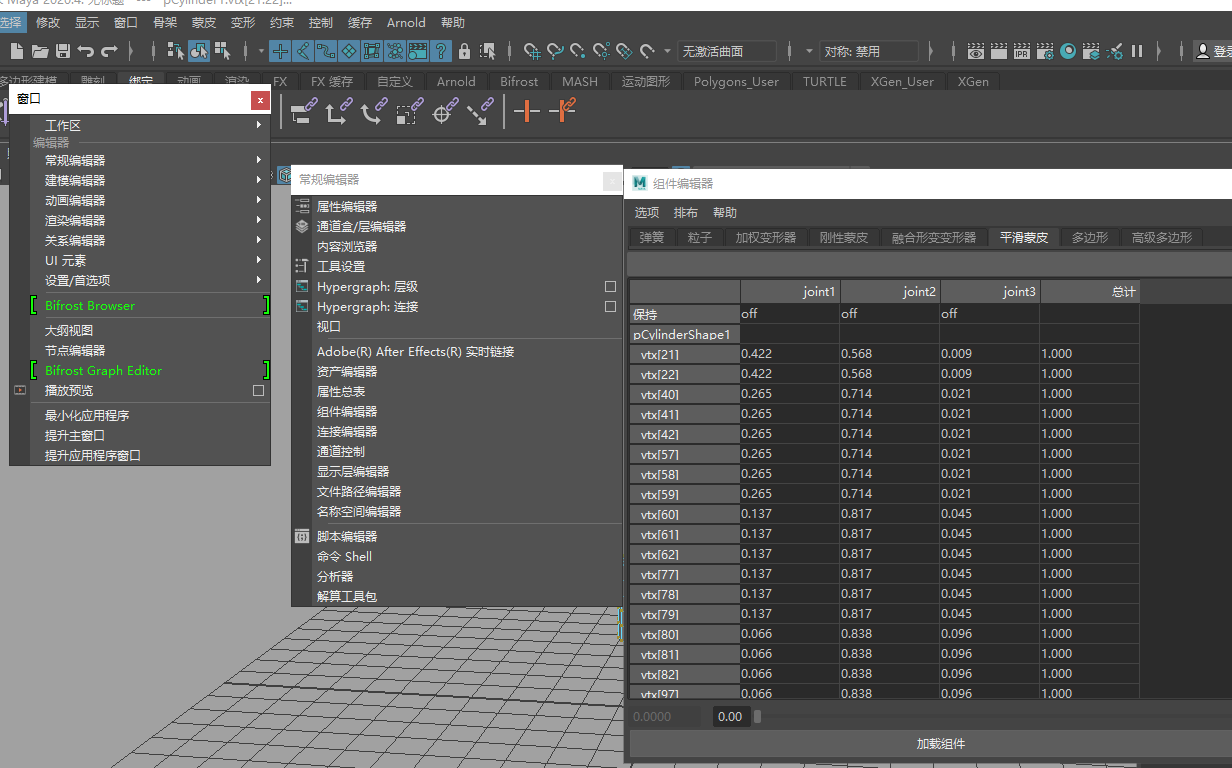 Maya 2020.4: 无标题 --- pCylinder1.vtx[21:22]...
选择 修改 显示 窗口 骨架 蒙皮 变形 约束 控制 缓存 Arnold 帮助
无激活曲面 对称: 禁用 登录
多边形建模 雕刻 绑定 动画 渲染 FX FX 缓存 自定义 Arnold Bifrost MASH 运动图形 Polygons_User TURTLE XGen_User XGen
IPR
窗口
工作区
编辑器
常规编辑器
建模编辑器
动画编辑器
渲染编辑器
关系编辑器
UI 元素
设置/首选项
Bifrost Browser
大纲视图
节点编辑器
Bifrost Graph Editor
播放预览
最小化应用程序
提升主窗口
提升应用程序窗口
常规编辑器
属性编辑器
通道盒/层编辑器
内容浏览器
工具设置
Hypergraph: 层级
Hypergraph: 连接
视口
Adobe(R) After Effects(R) 实时链接
资产编辑器
属性总表
组件编辑器
连接编辑器
通道控制
显示层编辑器
文件路径编辑器
名称空间编辑器
脚本编辑器
命令 Shell
分析器
解算工具包
组件编辑器
选项 排布 帮助
弹簧 粒子 加权变形器 刚性蒙皮 融合形变变形器 平滑蒙皮 多边形 高级多边形
joint1 joint2 joint3 总计
保持 off off off
pCylinderShape1
vtx[21] 0.422 0.568 0.009 1.000
vtx[22] 0.422 0.568 0.009 1.000
vtx[40] 0.265 0.714 0.021 1.000
vtx[41] 0.265 0.714 0.021 1.000
vtx[42] 0.265 0.714 0.021 1.000
vtx[57] 0.265 0.714 0.021 1.000
vtx[58] 0.265 0.714 0.021 1.000
vtx[59] 0.265 0.714 0.021 1.000
vtx[60] 0.137 0.817 0.045 1.000
vtx[61] 0.137 0.817 0.045 1.000
vtx[62] 0.137 0.817 0.045 1.000
vtx[77] 0.137 0.817 0.045 1.000
vtx[78] 0.137 0.817 0.045 1.000
vtx[79] 0.137 0.817 0.045 1.000
vtx[80] 0.066 0.838 0.096 1.000
vtx[81] 0.066 0.838 0.096 1.000
vtx[82] 0.066 0.838 0.096 1.000
vtx[97] 0.066 0.838 0.096 1.000
0.0000 0.00
加载组件